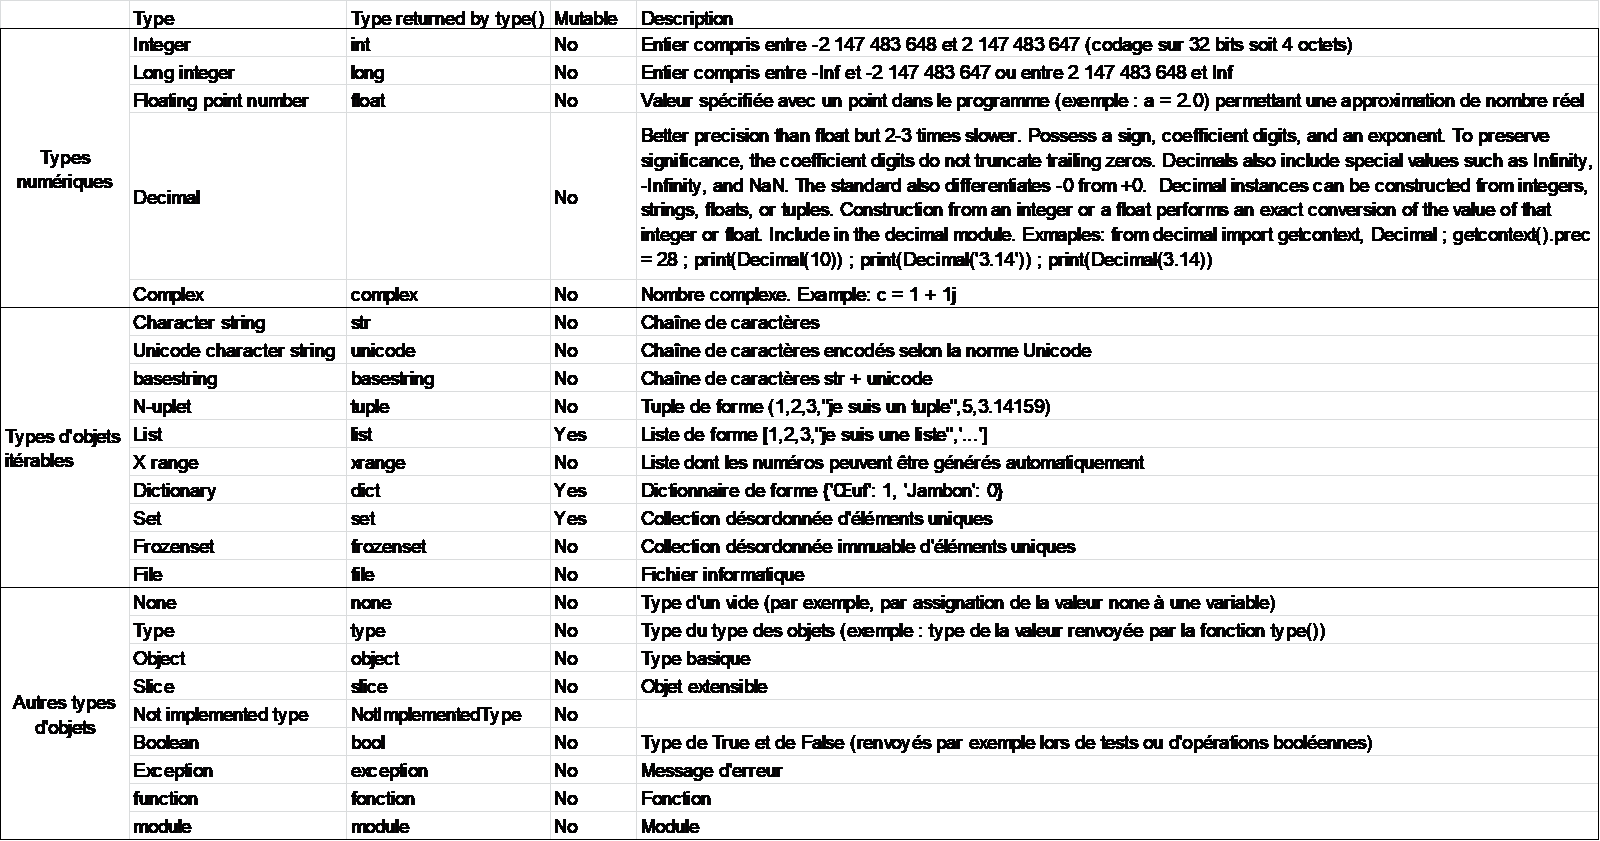 Type Type returned by type() Mutable Description
Types numériques
Integer int No Entier compris entre -2 147 483 648 et 2 147 483 647 (codage sur 32 bits soit 4 octets)
Long integer long No Entier compris entre -Inf et -2 147 483 647 ou entre 2 147 483 648 et Inf
Floating point number float No Valeur spécifiée avec un point dans le programme (exemple : a = 2.0) permettant une approximation de nombre réel
Decimal No Better precision than float but 2-3 times slower. Possess a sign, coefficient digits, and an exponent. To preserve
significance, the coefficient digits do not truncate trailing zeros. Decimals also include special values such as Infinity,
-Infinity, and NaN. The standard also differentiates -0 from +0.  Decimal instances can be constructed from integers,
strings, floats, or tuples. Construction from an integer or a float performs an exact conversion of the value of that
integer or float. Include in the decimal module. Exmaples: from decimal import getcontext, Decimal ; getcontext().prec
= 28 ; print(Decimal(10)) ; print(Decimal('3.14')) ; print(Decimal(3.14))
Complex complex No Nombre complexe. Example: c = 1 + 1j
Types d'objets itérables
Character string str No Chaîne de caractères
Unicode character string unicode No Chaîne de caractères encodés selon la norme Unicode
basestring basestring No Chaîne de caractères str + unicode
N-uplet tuple No Tuple de forme (1,2,3,"je suis un tuple",5,3.14159)
List list Yes Liste de forme [1,2,3,"je suis une liste",'...']
X range xrange No Liste dont les numéros peuvent être générés automatiquement
Dictionary dict Yes Dictionnaire de forme {'Œuf': 1, 'Jambon': 0}
Set set Yes Collection désordonnée d'éléments uniques
Frozenset frozenset No Collection désordonnée immuable d'éléments uniques
File file No Fichier informatique
Autres types d'objets
None none No Type d'un vide (par exemple, par assignation de la valeur none à une variable)
Type type No Type du type des objets (exemple : type de la valeur renvoyée par la fonction type())
Object object No Type basique
Slice slice No Objet extensible
Not implemented type NotImplementedType No
Boolean bool No Type de True et de False (renvoyés par exemple lors de tests ou d'opérations booléennes)
Exception exception No Message d'erreur
function fonction No Fonction
module module No Module